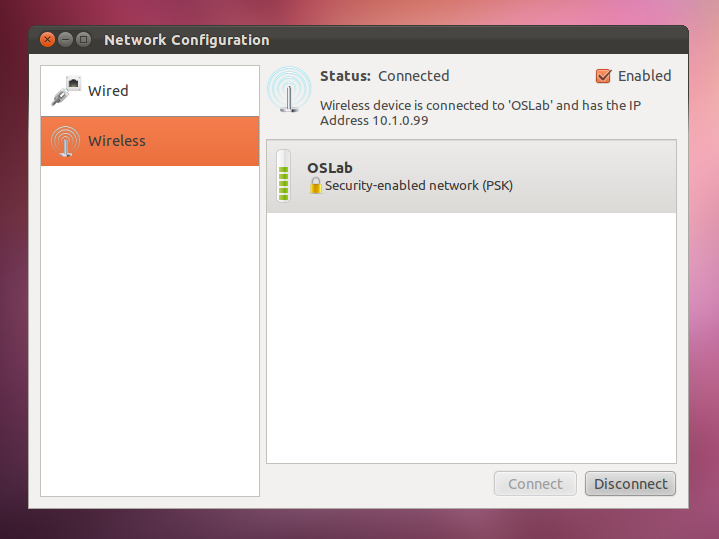 Network Configuration
Wired
Wireless
Status: Connected
Enabled
Wireless device is connected to 'OSLab' and has the IP
Address 10.1.0.99
OSLab
Security-enabled network (PSK)
Connect
Disconnect